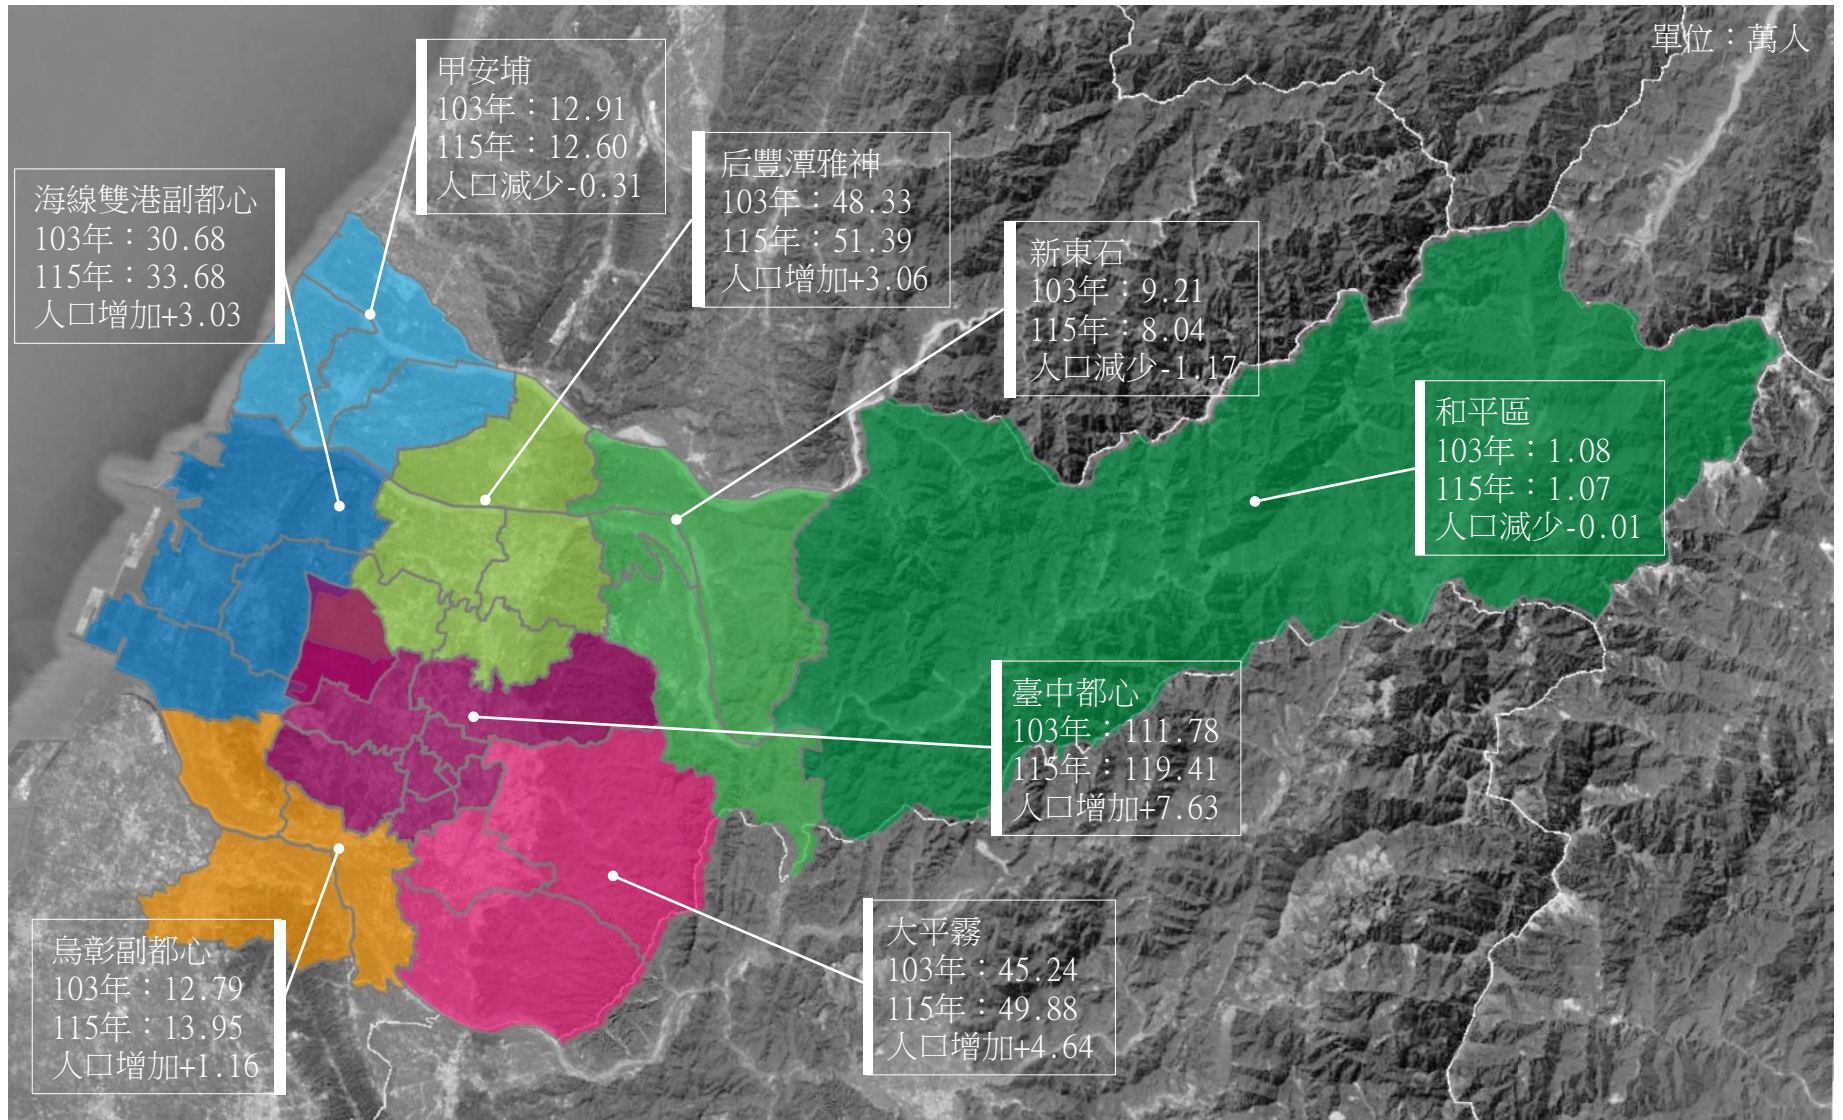 單位：萬人
甲安埔
103年：12.91
115年：12.60
人口減少-0.31
后豐潭雅神
103年：48.33
115年：51.39
人口增加+3.06
海線雙港副都心
103年：30.68
115年：33.68
人口增加+3.03
新東石
103年：9.21
115年：8.04
人口減少-1.17
和平區
103年：1.08
115年：1.07
人口減少-0.01
臺中都心
103年：111.78
115年：119.41
人口增加+7.63
大平霧
103年：45.24
115年：49.88
人口增加+4.64
烏彰副都心
103年：12.79
115年：13.95
人口增加+1.16